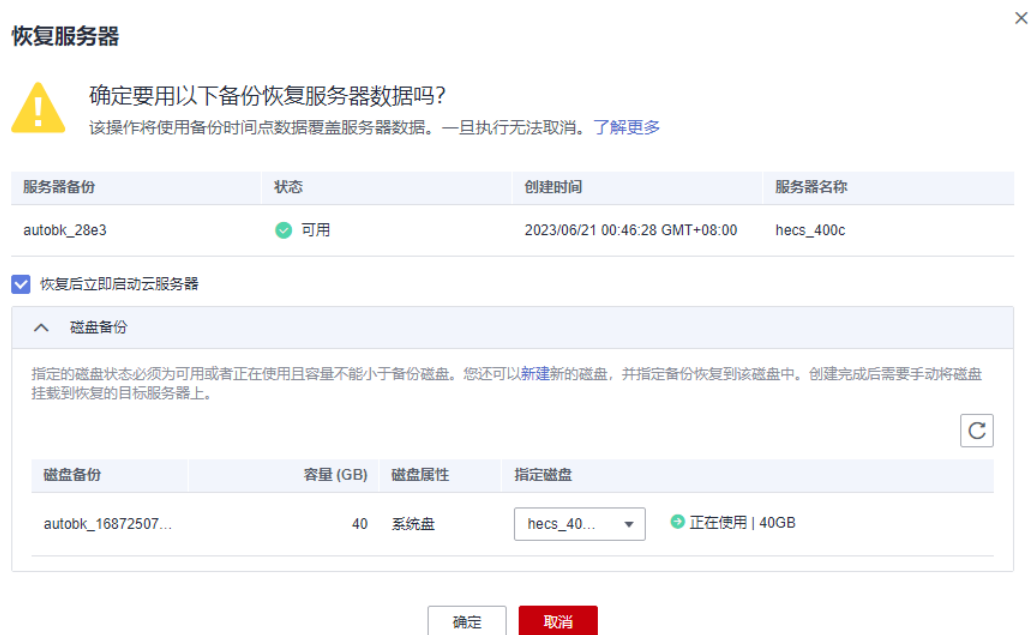 恢复服务器
确定要用以下备份恢复服务器数据吗？
该操作将使用备份时间点数据覆盖服务器数据。一旦执行无法取消。了解更多
服务器备份 状态 创建时间 服务器名称
autobk_28e3 可用 2023/06/21 00:46:28 GMT+08:00 hecs_400c
恢复后立即启动云服务器
磁盘备份
指定的磁盘状态必须为可用或者正在使用且容量不能小于备份磁盘。您还可以新建新的磁盘，并指定备份恢复到该磁盘中。创建完成后需要手动将磁盘
挂载到恢复的目标服务器上。
磁盘备份 容量 (GB) 磁盘属性 指定磁盘
autobk_16872507... 40 系统盘 hecs_40... 正在使用 | 40GB
确定 取消